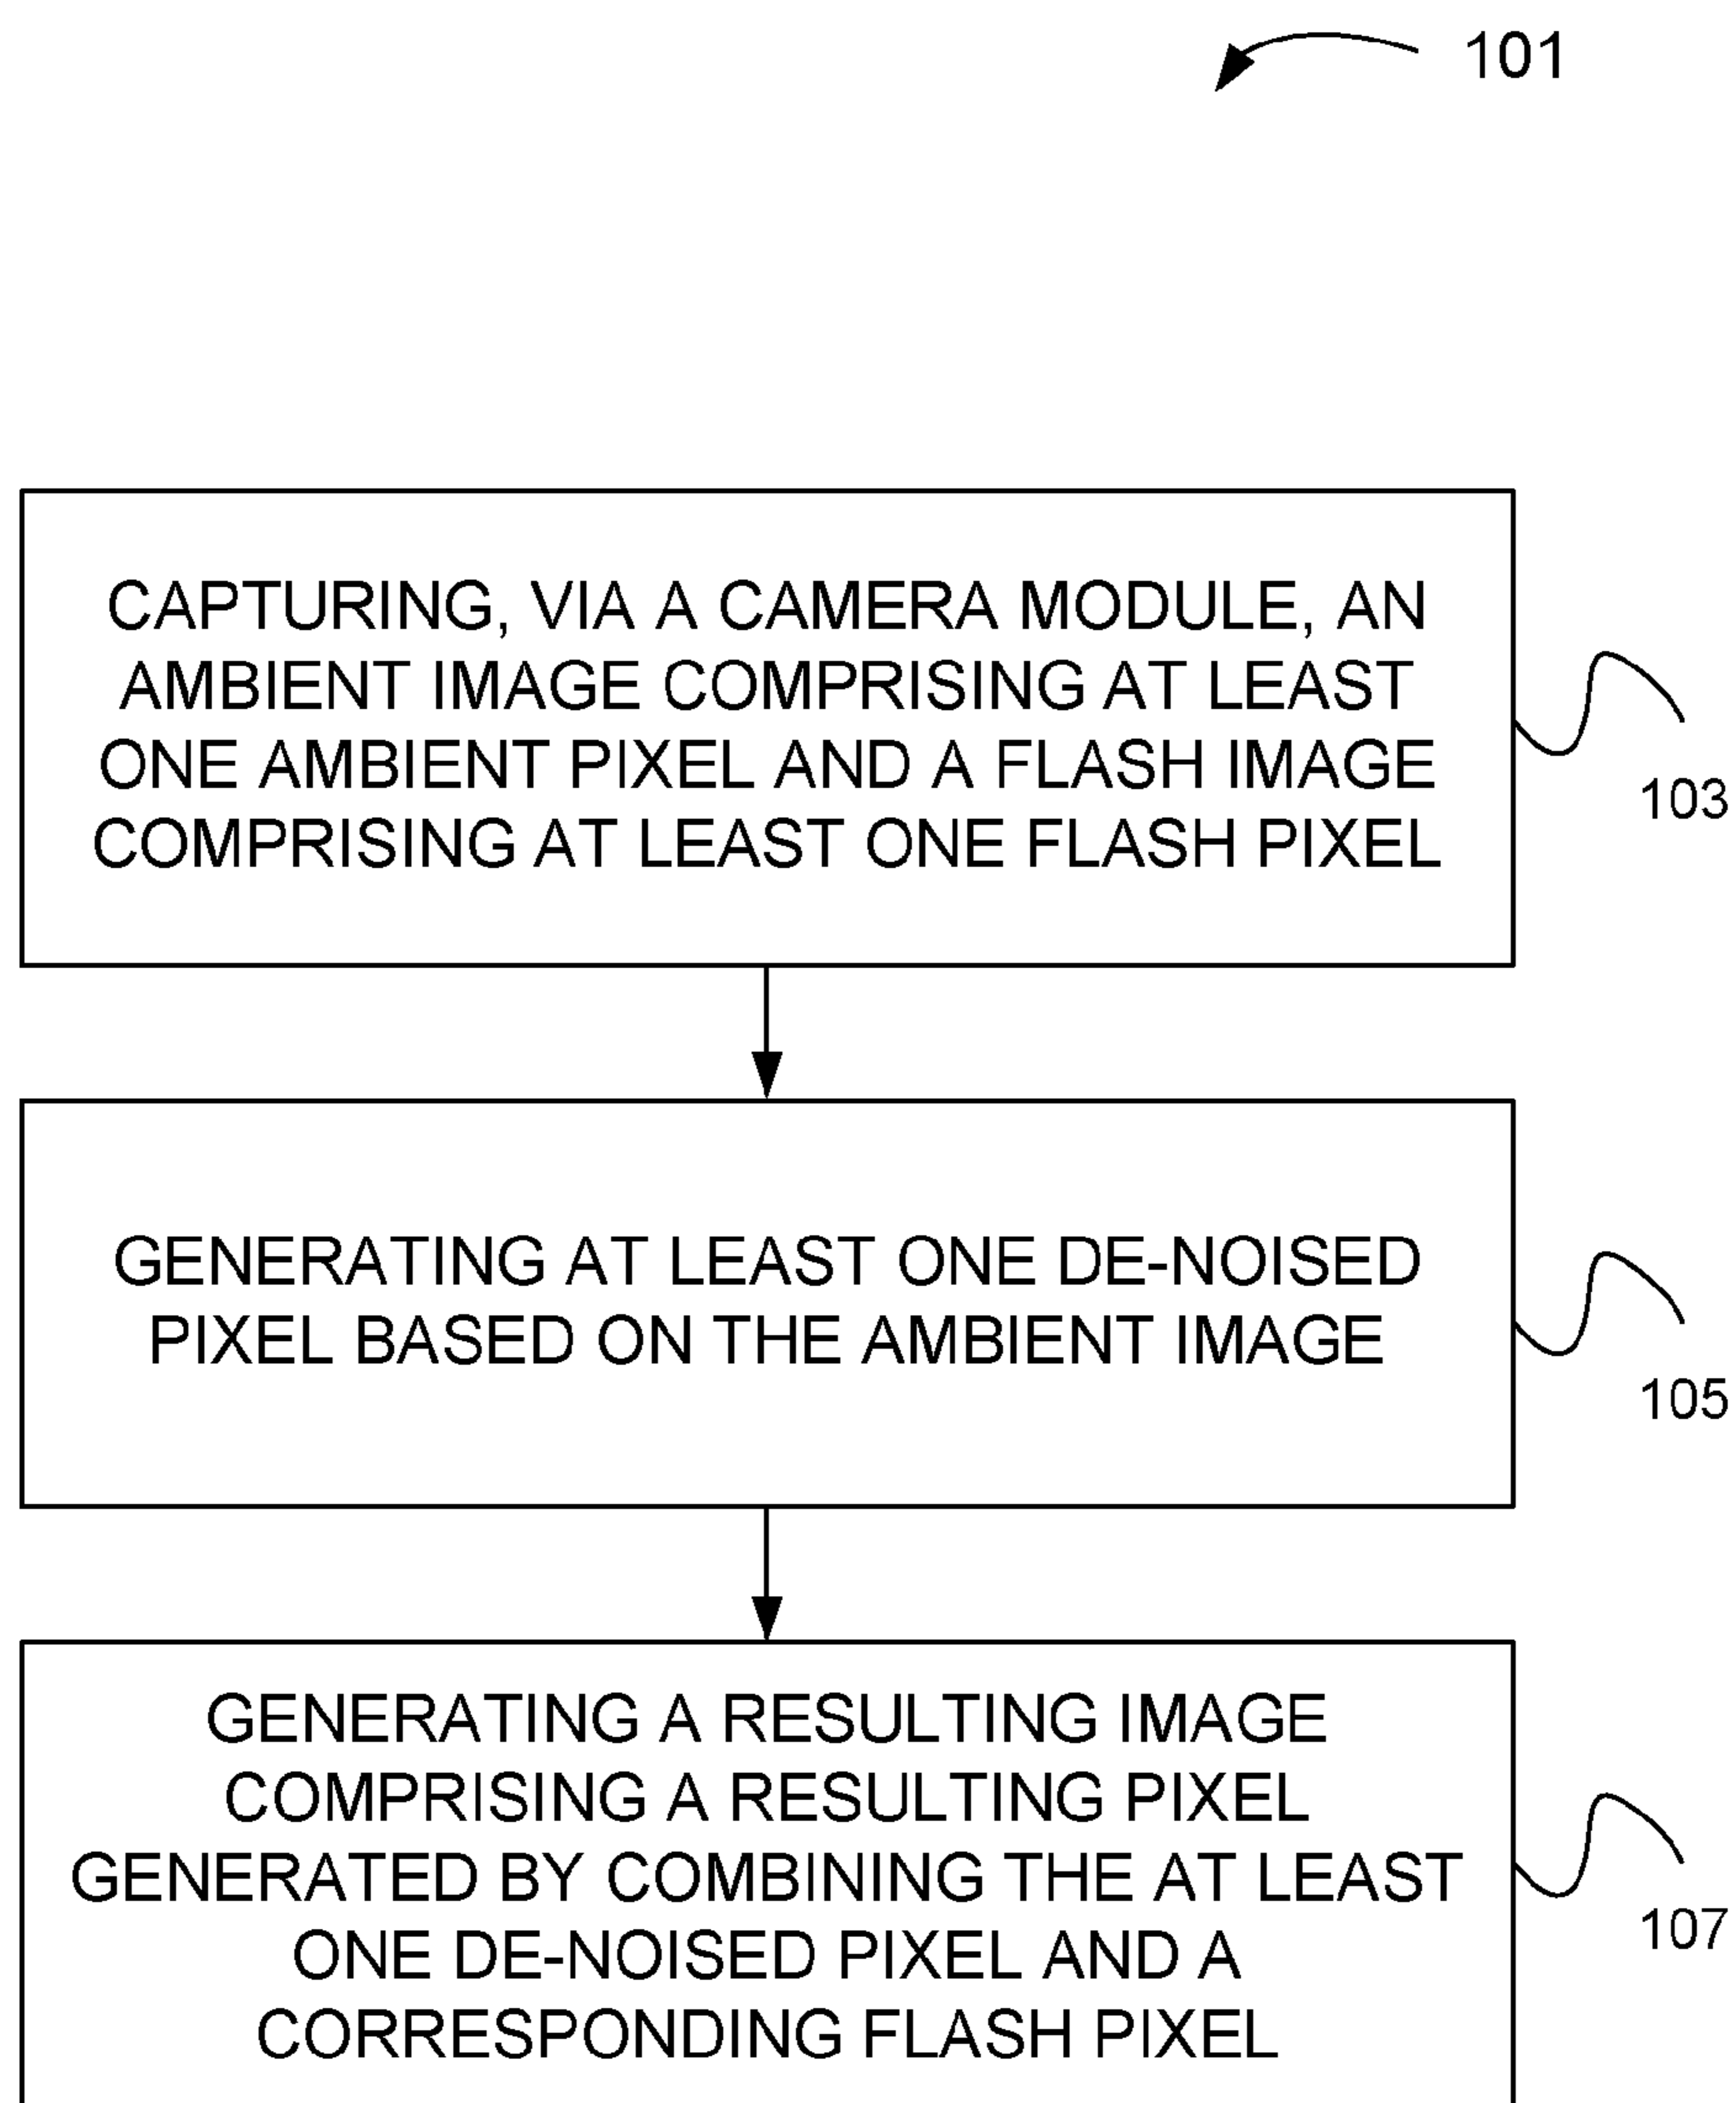 101
CAPTURING, VIA A CAMERA MODULE, AN
AMBIENT IMAGE COMPRISING AT LEAST
ONE AMBIENT PIXEL AND A FLASH IMAGE
COMPRISING AT LEAST ONE FLASH PIXEL
103
GENERATING AT LEAST ONE DE-NOISED
PIXEL BASED ON THE AMBIENT IMAGE
105
GENERATING A RESULTING IMAGE
COMPRISING A RESULTING PIXEL
GENERATED BY COMBINING THE AT LEAST
ONE DE-NOISED PIXEL AND A
CORRESPONDING FLASH PIXEL
107